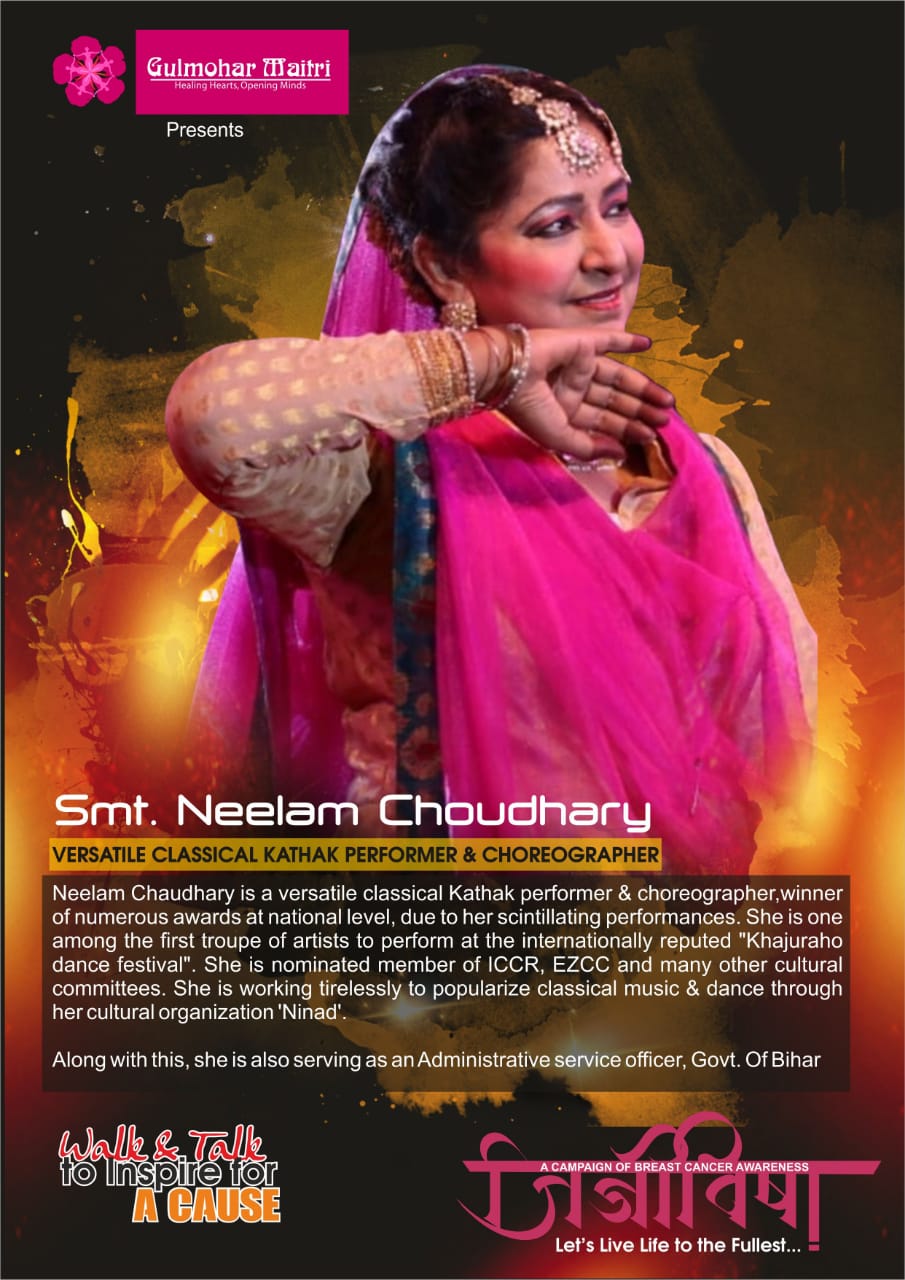 Gulmohar Maitri
Healing Hearts, Opening Minds
Presents
Smt. Neelam Choudhary
VERSATILE CLASSICAL KATHAK PERFORMER & CHOREOGRAPHER
Neelam Chaudhary is a versatile classical Kathak performer & choreographer,winner
of numerous awards at national level, due to her scintillating performances. She is one
among the first troupe of artists to perform at the internationally reputed "Khajuraho
dance festival". She is nominated member of ICCR, EZCC and many other cultural
committees. She is working tirelessly to popularize classical music & dance through
her cultural organization 'Ninad'.
Along with this, she is also serving as an Administrative service officer, Govt. Of Bihar
Walk & Talk
to Inspire for
A CAUSE
A CAMPAIGN OF BREAST CANCER AWARENESS
जिजीविषा
Let's Live Life to the Fullest...